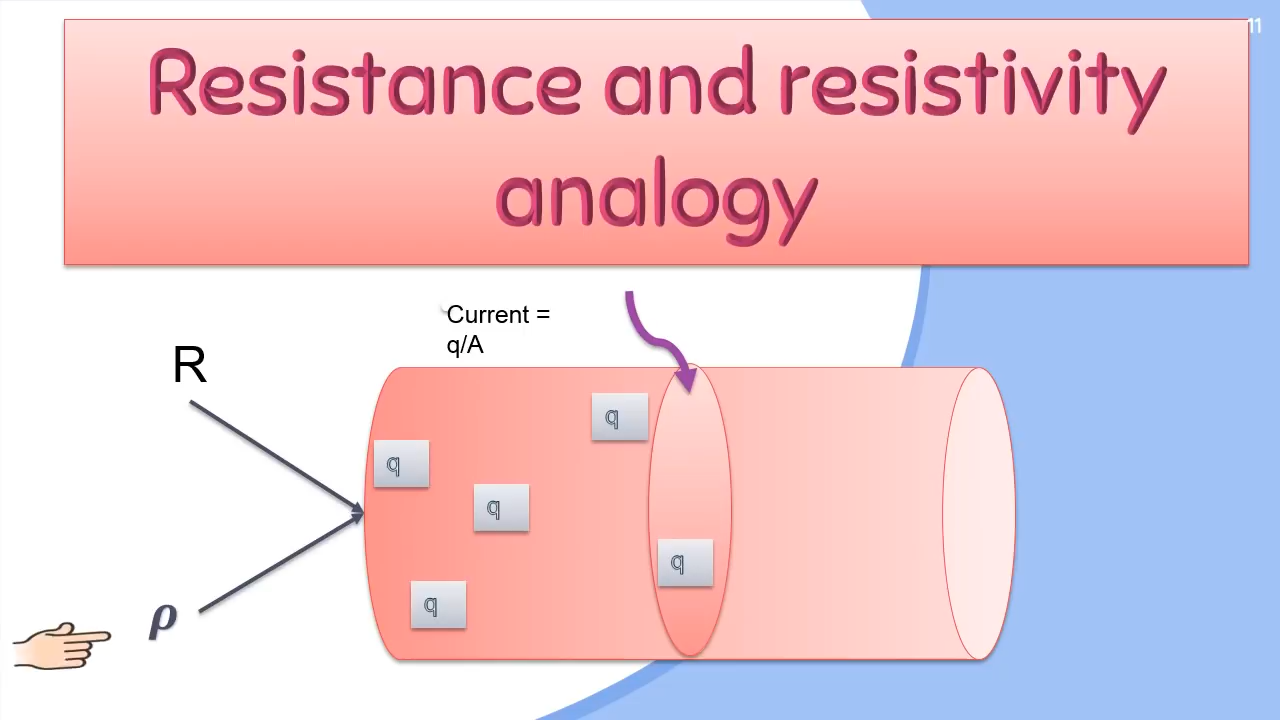 11
Resistance and resistivity
analogy
Current =
q/A
R
q
q
q
q
q
ρ